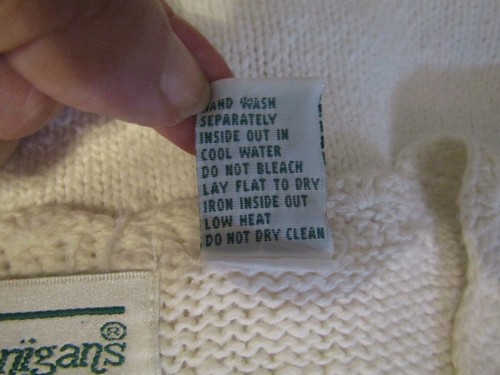 HAND WASH
SEPARATELY
INSIDE OUT IN
COOL WATER
DO NOT BLEACH
LAY FLAT TO DRY
IRON INSIDE OUT
LOW HEAT
DO NOT DRY CLEAN
nigans®